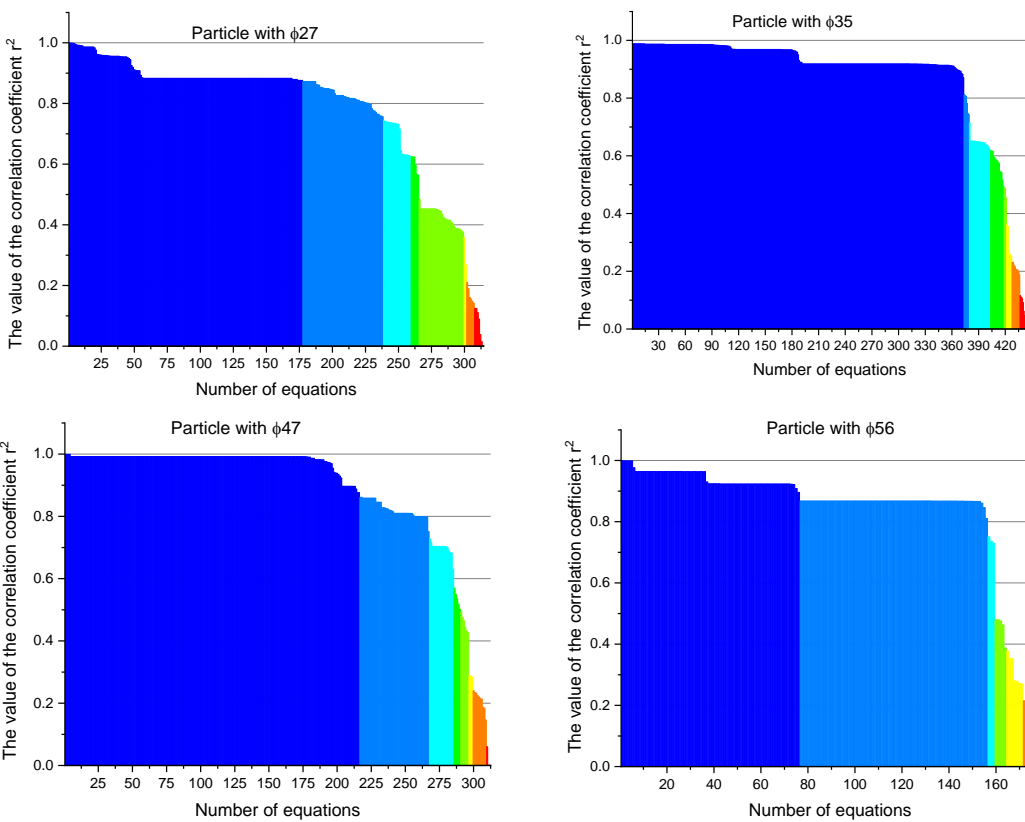 Particle with ϕ27
The value of the correlation coefficient r²
1.0
0.8
0.6
0.4
0.2
0.0
25 50 75 100 125 150 175 200 225 250 275 300
Number of equations
Particle with ϕ35
The value of the correlation coefficient r²
1.0
0.8
0.6
0.4
0.2
0.0
30 60 90 120 150 180 210 240 270 300 330 360 390 420
Number of equations
Particle with ϕ47
The value of the correlation coefficient r²
1.0
0.8
0.6
0.4
0.2
0.0
25 50 75 100 125 150 175 200 225 250 275 300
Number of equations
Particle with ϕ56
The value of the correlation coefficient r²
1.0
0.8
0.6
0.4
0.2
0.0
20 40 60 80 100 120 140 160
Number of equations